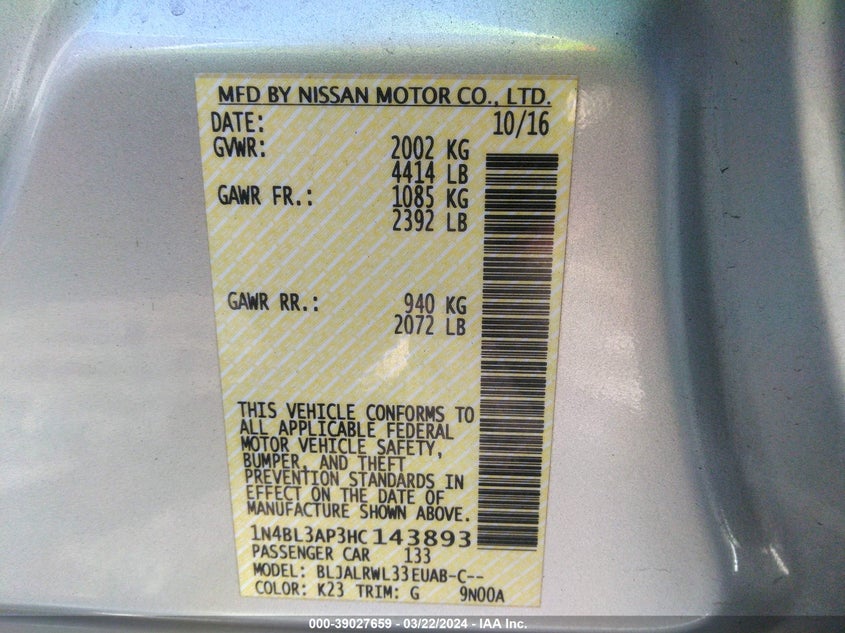 MFD BY NISSAN MOTOR CO., LTD.
DATE: 10/16
GVWR: 2002 KG
4414 LB
GAWR FR.: 1085 KG
2392 LB
GAWR RR.: 940 KG
2072 LB
THIS VEHICLE CONFORMS TO
ALL APPLICABLE FEDERAL
MOTOR VEHICLE SAFETY,
BUMPER, AND THEFT
PREVENTION STANDARDS IN
EFFECT ON THE DATE OF
MANUFACTURE SHOWN ABOVE.
1N4BL3AP3HC143893
PASSENGER CAR 133
MODEL: BLJALRWL33EUAB-C--
COLOR: K23 TRIM: G 9N00A
000-39027659 - 03/22/2024 - IAA Inc.